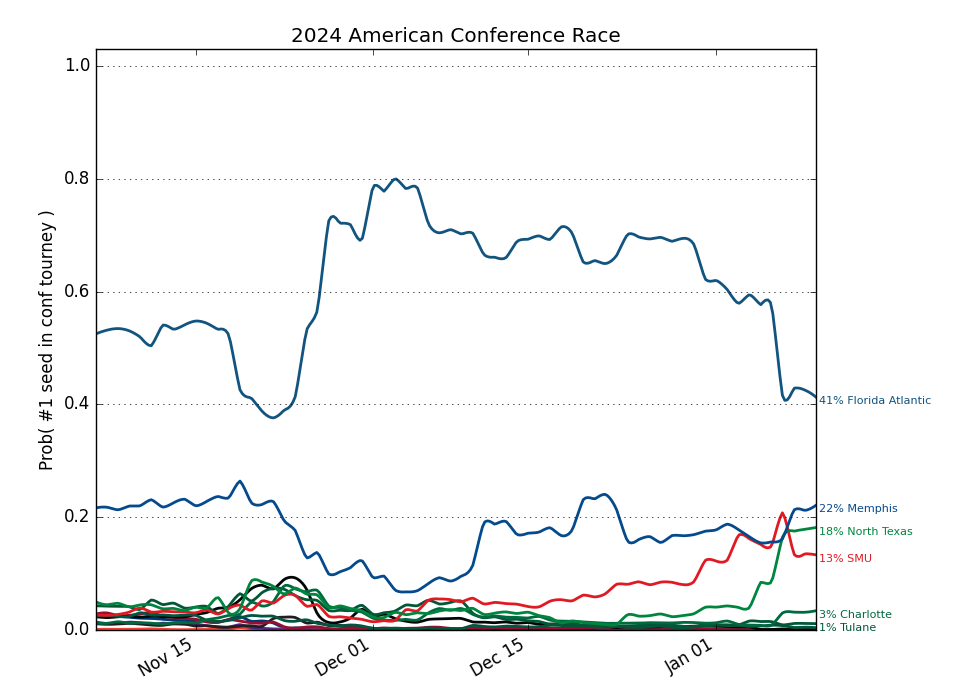 2024 American Conference Race
1.0
0.8
0.6
0.4
0.2
0.0
Prob( #1 seed in conf tourney )
41% Florida Atlantic
22% Memphis
18% North Texas
13% SMU
3% Charlotte
1% Tulane
Nov 15
Dec 01
Dec 15
Jan 01